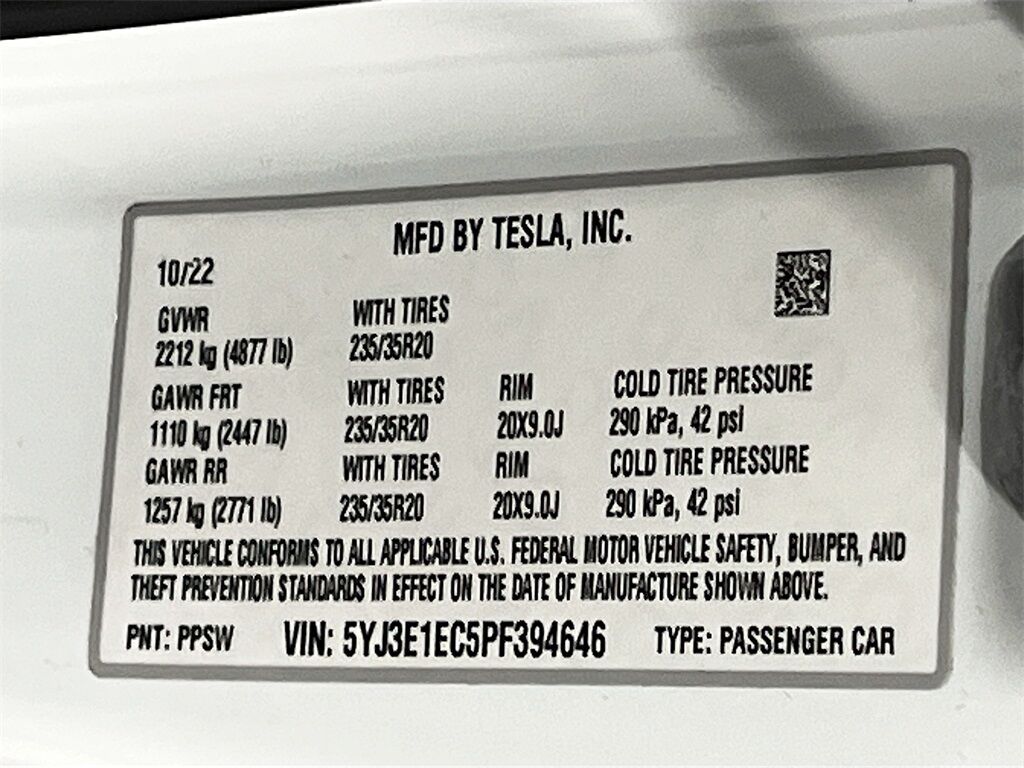 MFD BY TESLA, INC.
10/22
GVWR WITH TIRES
2212 kg (4877 lb) 235/35R20
GAWR FRT WITH TIRES RIM COLD TIRE PRESSURE
1110 kg (2447 lb) 235/35R20 20X9.0J 290 kPa, 42 psi
GAWR RR WITH TIRES RIM COLD TIRE PRESSURE
1257 kg (2771 lb) 235/35R20 20X9.0J 290 kPa, 42 psi
THIS VEHICLE CONFORMS TO ALL APPLICABLE U.S. FEDERAL MOTOR VEHICLE SAFETY, BUMPER, AND
THEFT PREVENTION STANDARDS IN EFFECT ON THE DATE OF MANUFACTURE SHOWN ABOVE.
PNT: PPSW VIN: 5YJ3E1EC5PF394646 TYPE: PASSENGER CAR